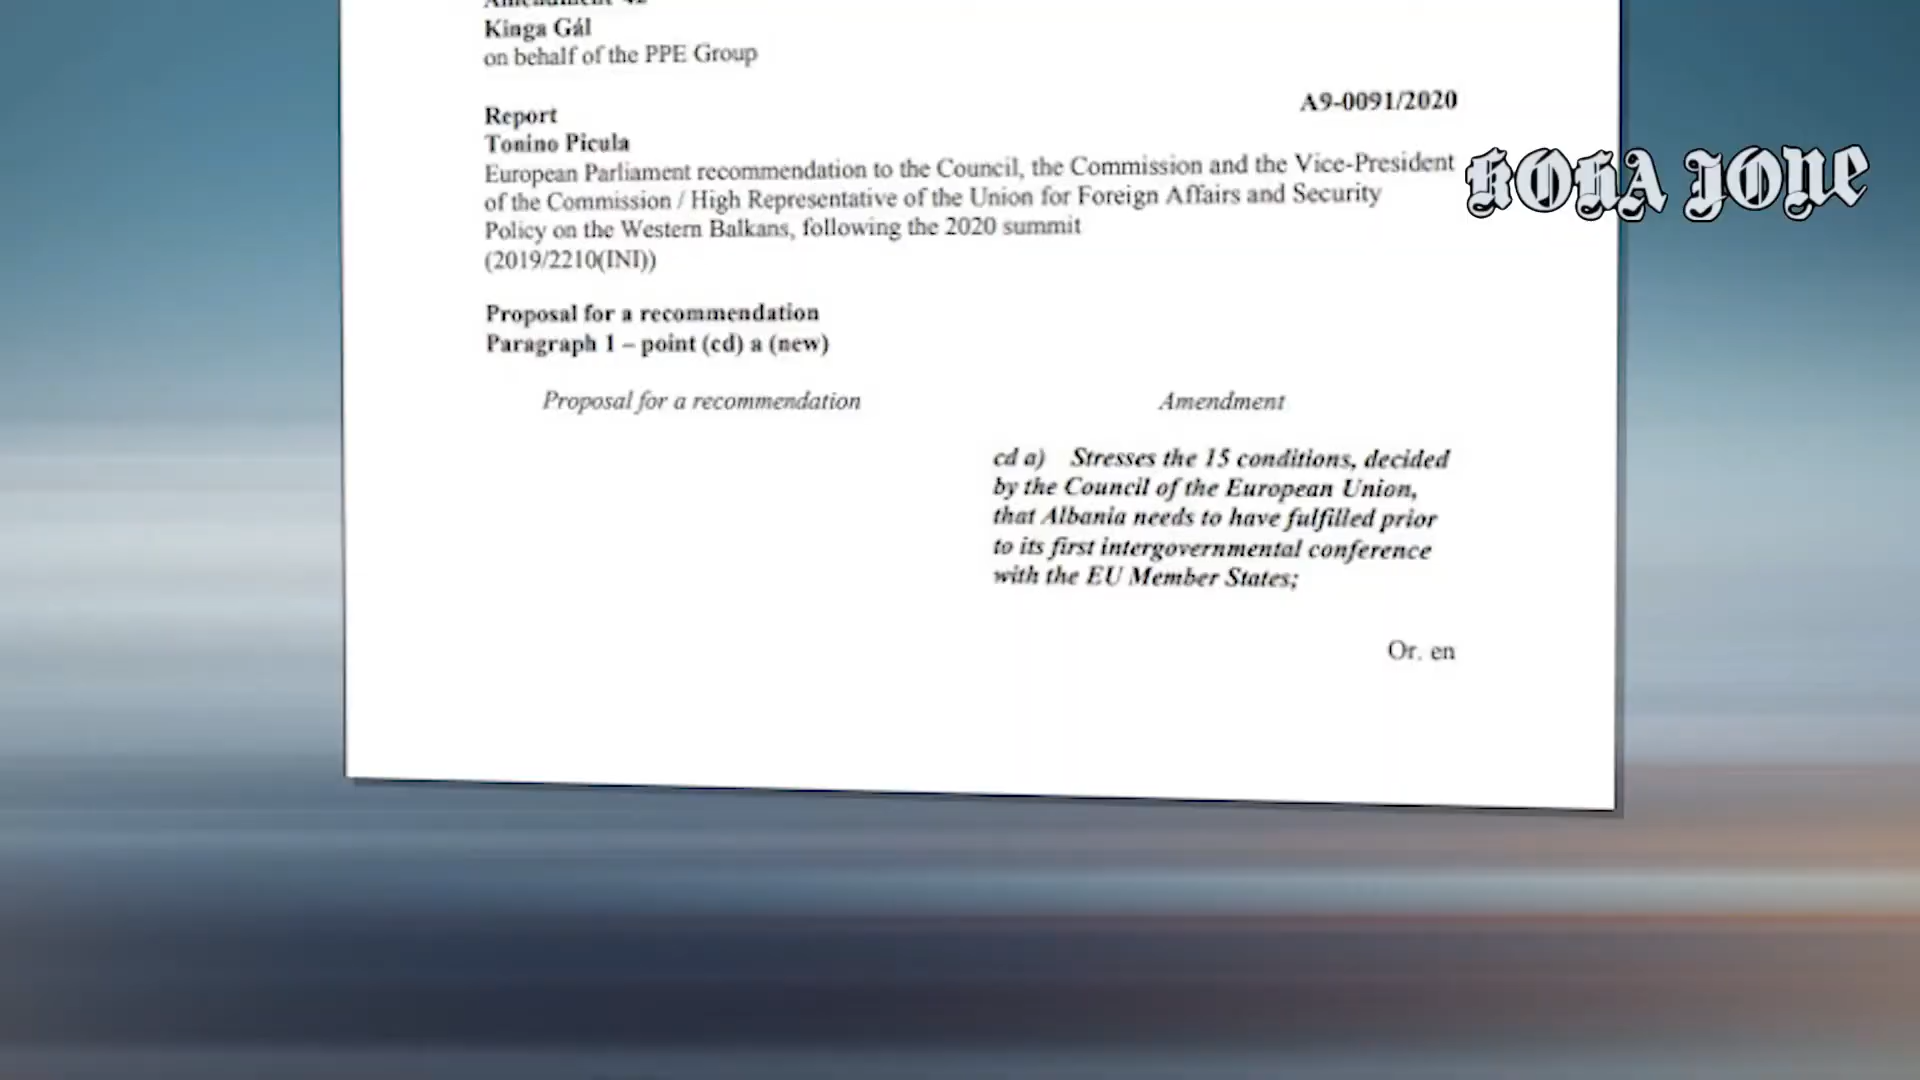 Kinga Gál
on behalf of the PPE Group
A9-0091/2020
Report
Tonino Picula
European Parliament recommendation to the Council, the Commission and the Vice-President
of the Commission / High Representative of the Union for Foreign Affairs and Security
Policy on the Western Balkans, following the 2020 summit
(2019/2210(INI))
KOHA JONE
Proposal for a recommendation
Paragraph 1 – point (cd) a (new)
Proposal for a recommendation
Amendment
cd a) Stresses the 15 conditions, decided
by the Council of the European Union,
that Albania needs to have fulfilled prior
to its first intergovernmental conference
with the EU Member States;
Or. en